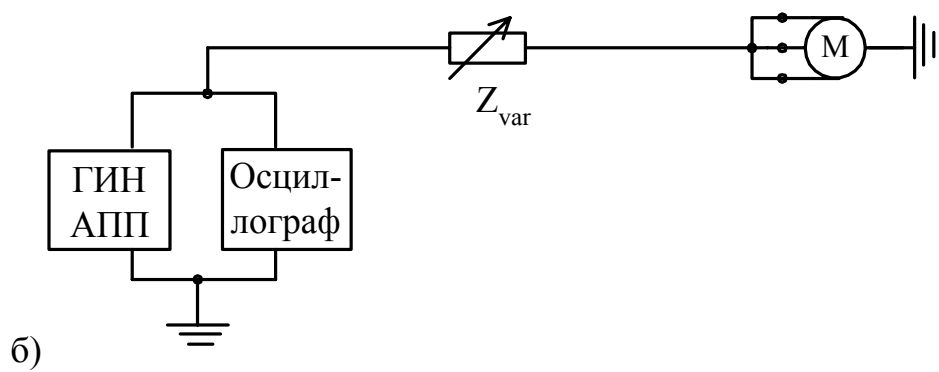 M
Z var
ГИН
АПП
Осцил-
лограф
б)